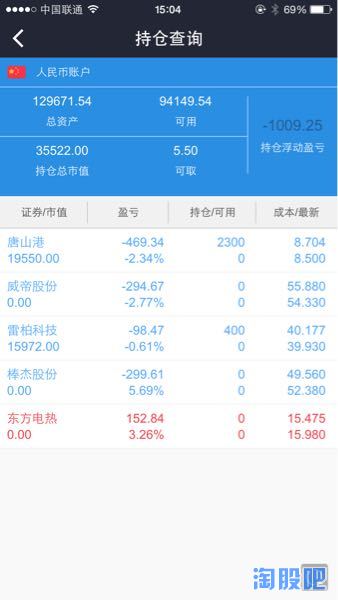 中国联通 15:04 69%
持仓查询
人民币账户
129671.54 94149.54
总资产 可用
-1009.25
35522.00 5.50
持仓浮动盈亏
持仓总市值 可取
证券/市值 盈亏 持仓/可用 成本/最新
唐山港 -469.34 2300 8.704
19550.00 -2.34% 0 8.500
威帝股份 -294.67 0 55.880
0.00 -2.77% 0 54.330
雷柏科技 -98.47 400 40.177
15972.00 -0.61% 0 39.930
棒杰股份 -299.61 0 49.560
0.00 5.69% 0 52.380
东方电热 152.84 0 15.475
0.00 3.26% 0 15.980
淘股吧